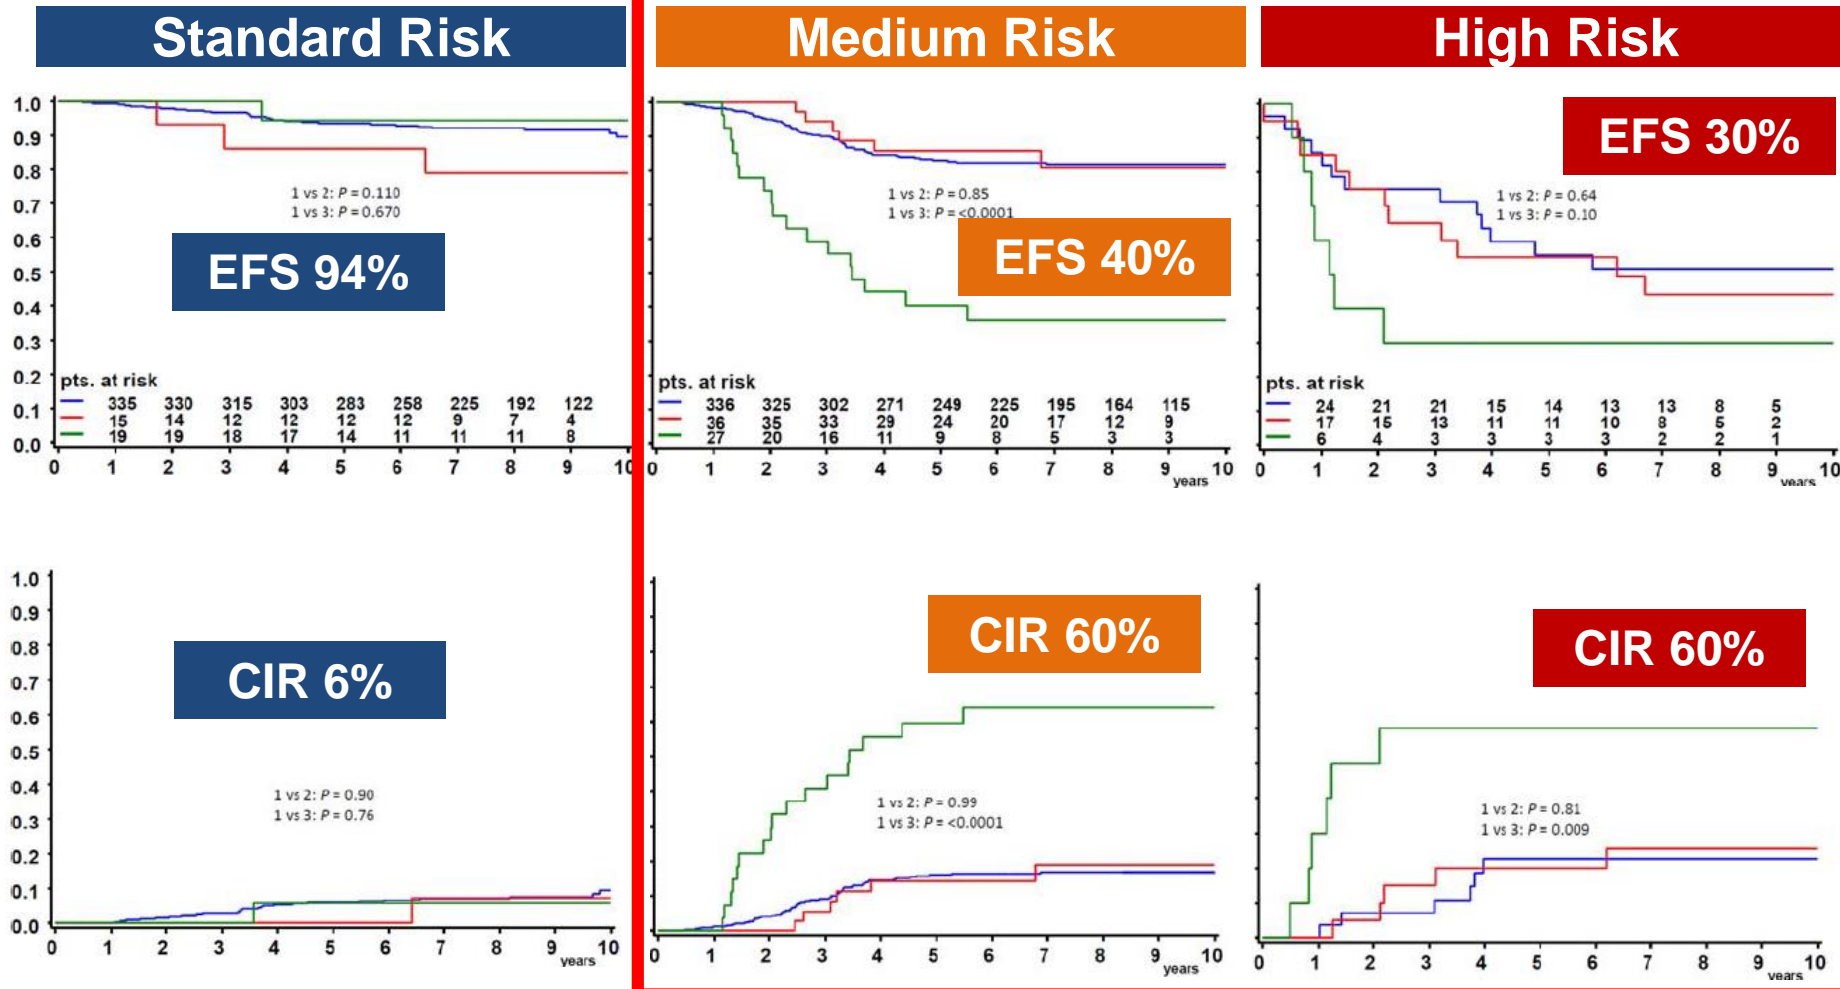 Standard Risk
Medium Risk
High Risk
1.0
0.9
0.8
0.7
0.6
0.5
0.4
0.3
0.2
0.1
0.0
1 vs 2: P = 0.110
1 vs 3: P = 0.670
EFS 94%
pts. at risk
335 330 315 303 283 258 225 192 122
15 14 12 12 12 12 9 7 4
19 19 18 17 14 11 11 11 8
0 1 2 3 4 5 6 7 8 9 10
1 vs 2: P = 0.85
1 vs 3: P = <0.0001
EFS 40%
pts. at risk
336 325 302 271 249 225 195 164 115
36 35 33 29 24 20 17 12 9
27 20 16 11 9 8 5 3 3
0 1 2 3 4 5 6 7 8 9 10
years
EFS 30%
1 vs 2: P = 0.64
1 vs 3: P = 0.10
pts. at risk
24 21 21 15 14 13 13 8 5
17 15 13 11 11 10 8 5 2
6 4 3 3 3 3 2 2 1
0 1 2 3 4 5 6 7 8 9 10
years
1.0
0.9
0.8
0.7
0.6
0.5
0.4
0.3
0.2
0.1
0.0
CIR 6%
1 vs 2: P = 0.90
1 vs 3: P = 0.76
0 1 2 3 4 5 6 7 8 9 10
years
CIR 60%
1 vs 2: P = 0.99
1 vs 3: P = <0.0001
0 1 2 3 4 5 6 7 8 9 10
years
CIR 60%
1 vs 2: P = 0.81
1 vs 3: P = 0.009
0 1 2 3 4 5 6 7 8 9 10
years